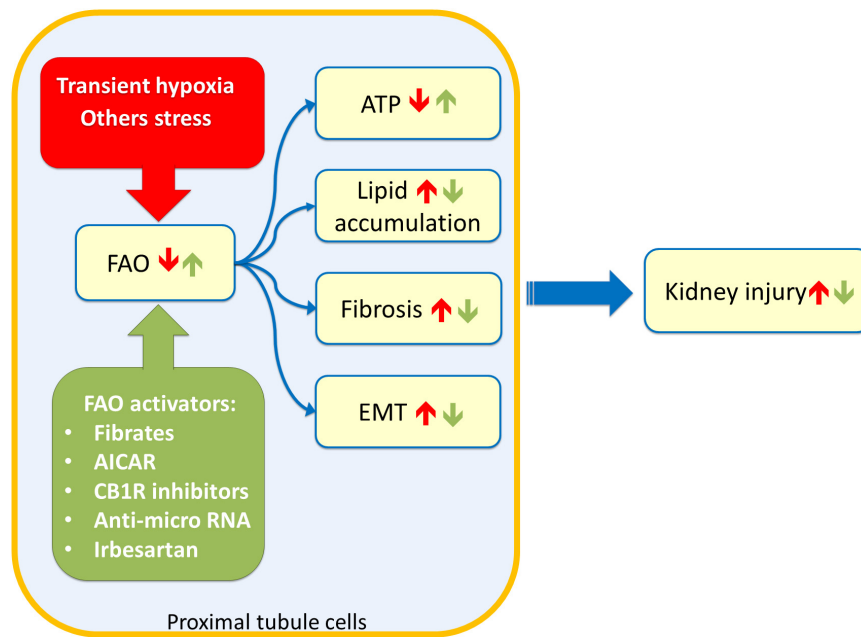 Transient hypoxia
Others stress
FAO
ATP
Lipid
accumulation
Fibrosis
EMT
Kidney injury
FAO activators:
• Fibrates
• AICAR
• CB1R inhibitors
• Anti-micro RNA
• Irbesartan
Proximal tubule cells